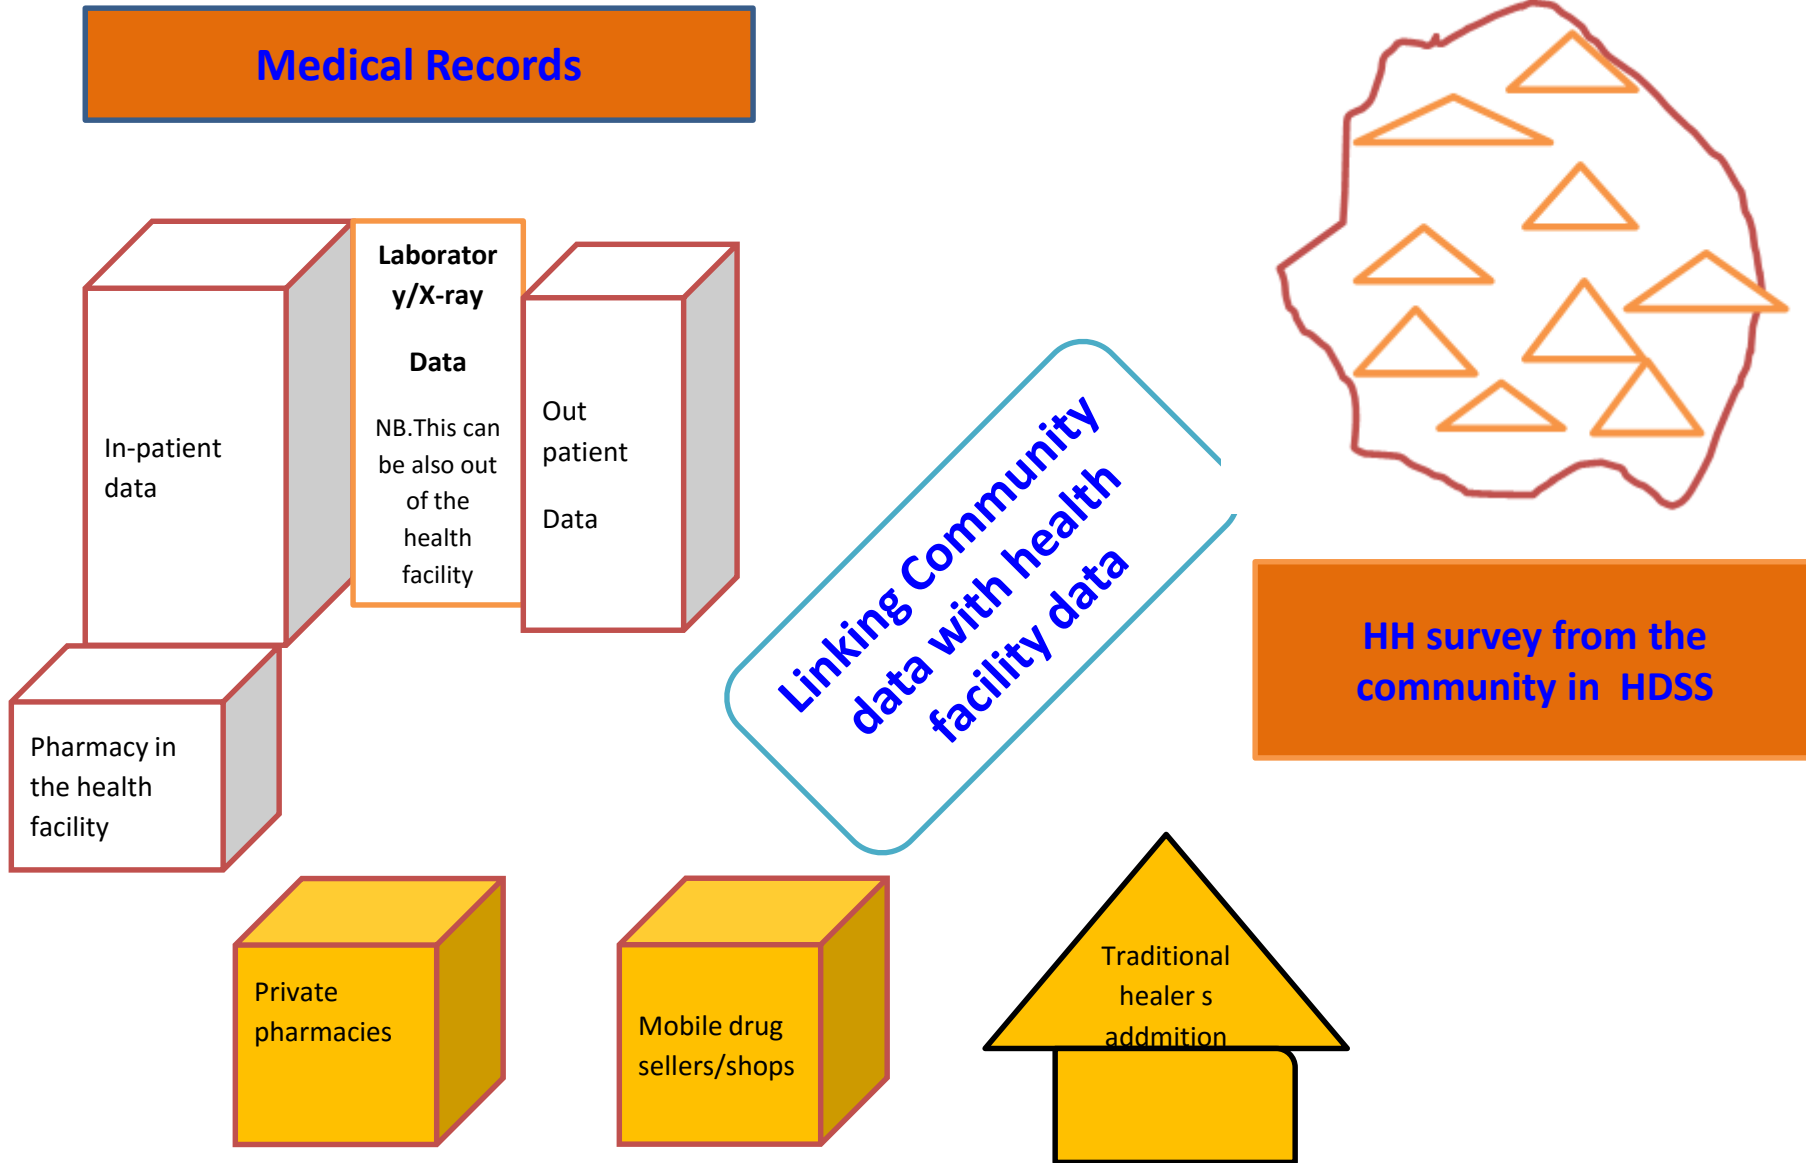 Medical Records
Laborator
y/X-ray
Data
NB.This can
be also out
of the
health
facility
In-patient
data
Out
patient
Data
Pharmacy in
the health
facility
Linking Community
data with health
facility data
HH survey from the
community in HDSS
Private
pharmacies
Mobile drug
sellers/shops
Traditional
healer s
addmition